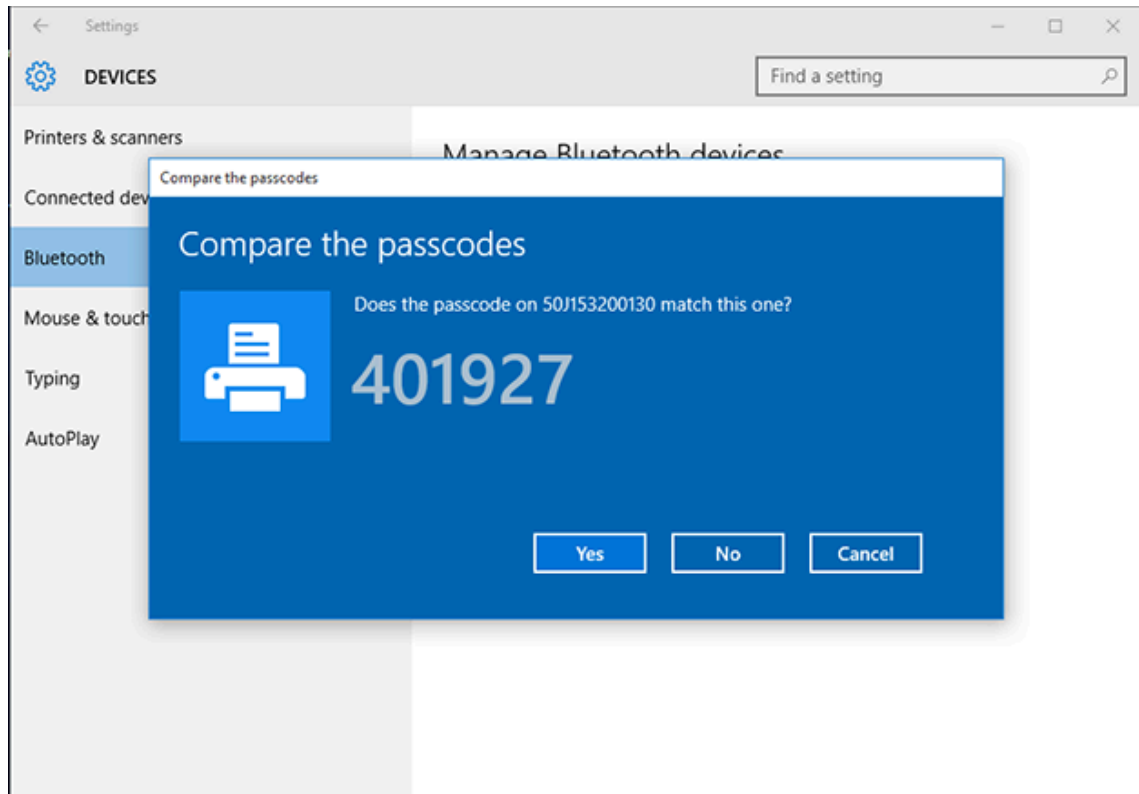 Settings
DEVICES
Find a setting
Printers & scanners
Manage Bluetooth devices
Connected dev
Bluetooth
Mouse & touch
Typing
AutoPlay
Compare the passcodes
Compare the passcodes
Does the passcode on 50J153200130 match this one?
401927
Yes No Cancel